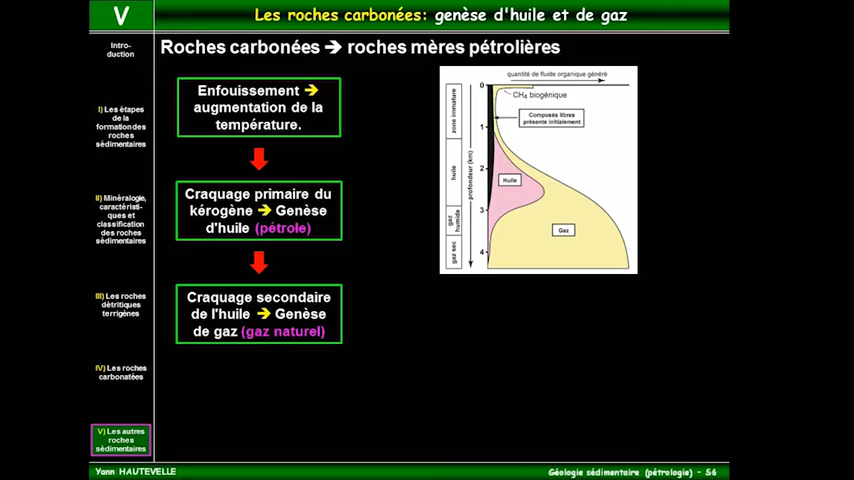 V
Les roches carbonées: genèse d'huile et de gaz
Intro-
duction
I) Les étapes
de la
formation des
roches
sédimentaires
II) Minéralogie,
caractéristi-
ques et
classification
des roches
sédimentaires
III) Les roches
détritiques
terrigènes
IV) Les roches
carbonatées
V) Les autres
roches
sédimentaires
Roches carbonées ➔ roches mères pétrolières
Enfouissement ➔
augmentation de la
température.
Craquage primaire du
kérogène ➔ Genèse
d'huile (pétrole)
Craquage secondaire
de l'huile ➔ Genèse
de gaz (gaz naturel)
quantité de fluide organique généré
0
CH4 biogénique
Composés libres
présents initialement
zone immature
1
profondeur (km)
2
huile
Huile
3
gaz
humide
Gaz
4
gaz sec
Yann HAUTEVELLE
Géologie sédimentaire (pétrologie) - 56